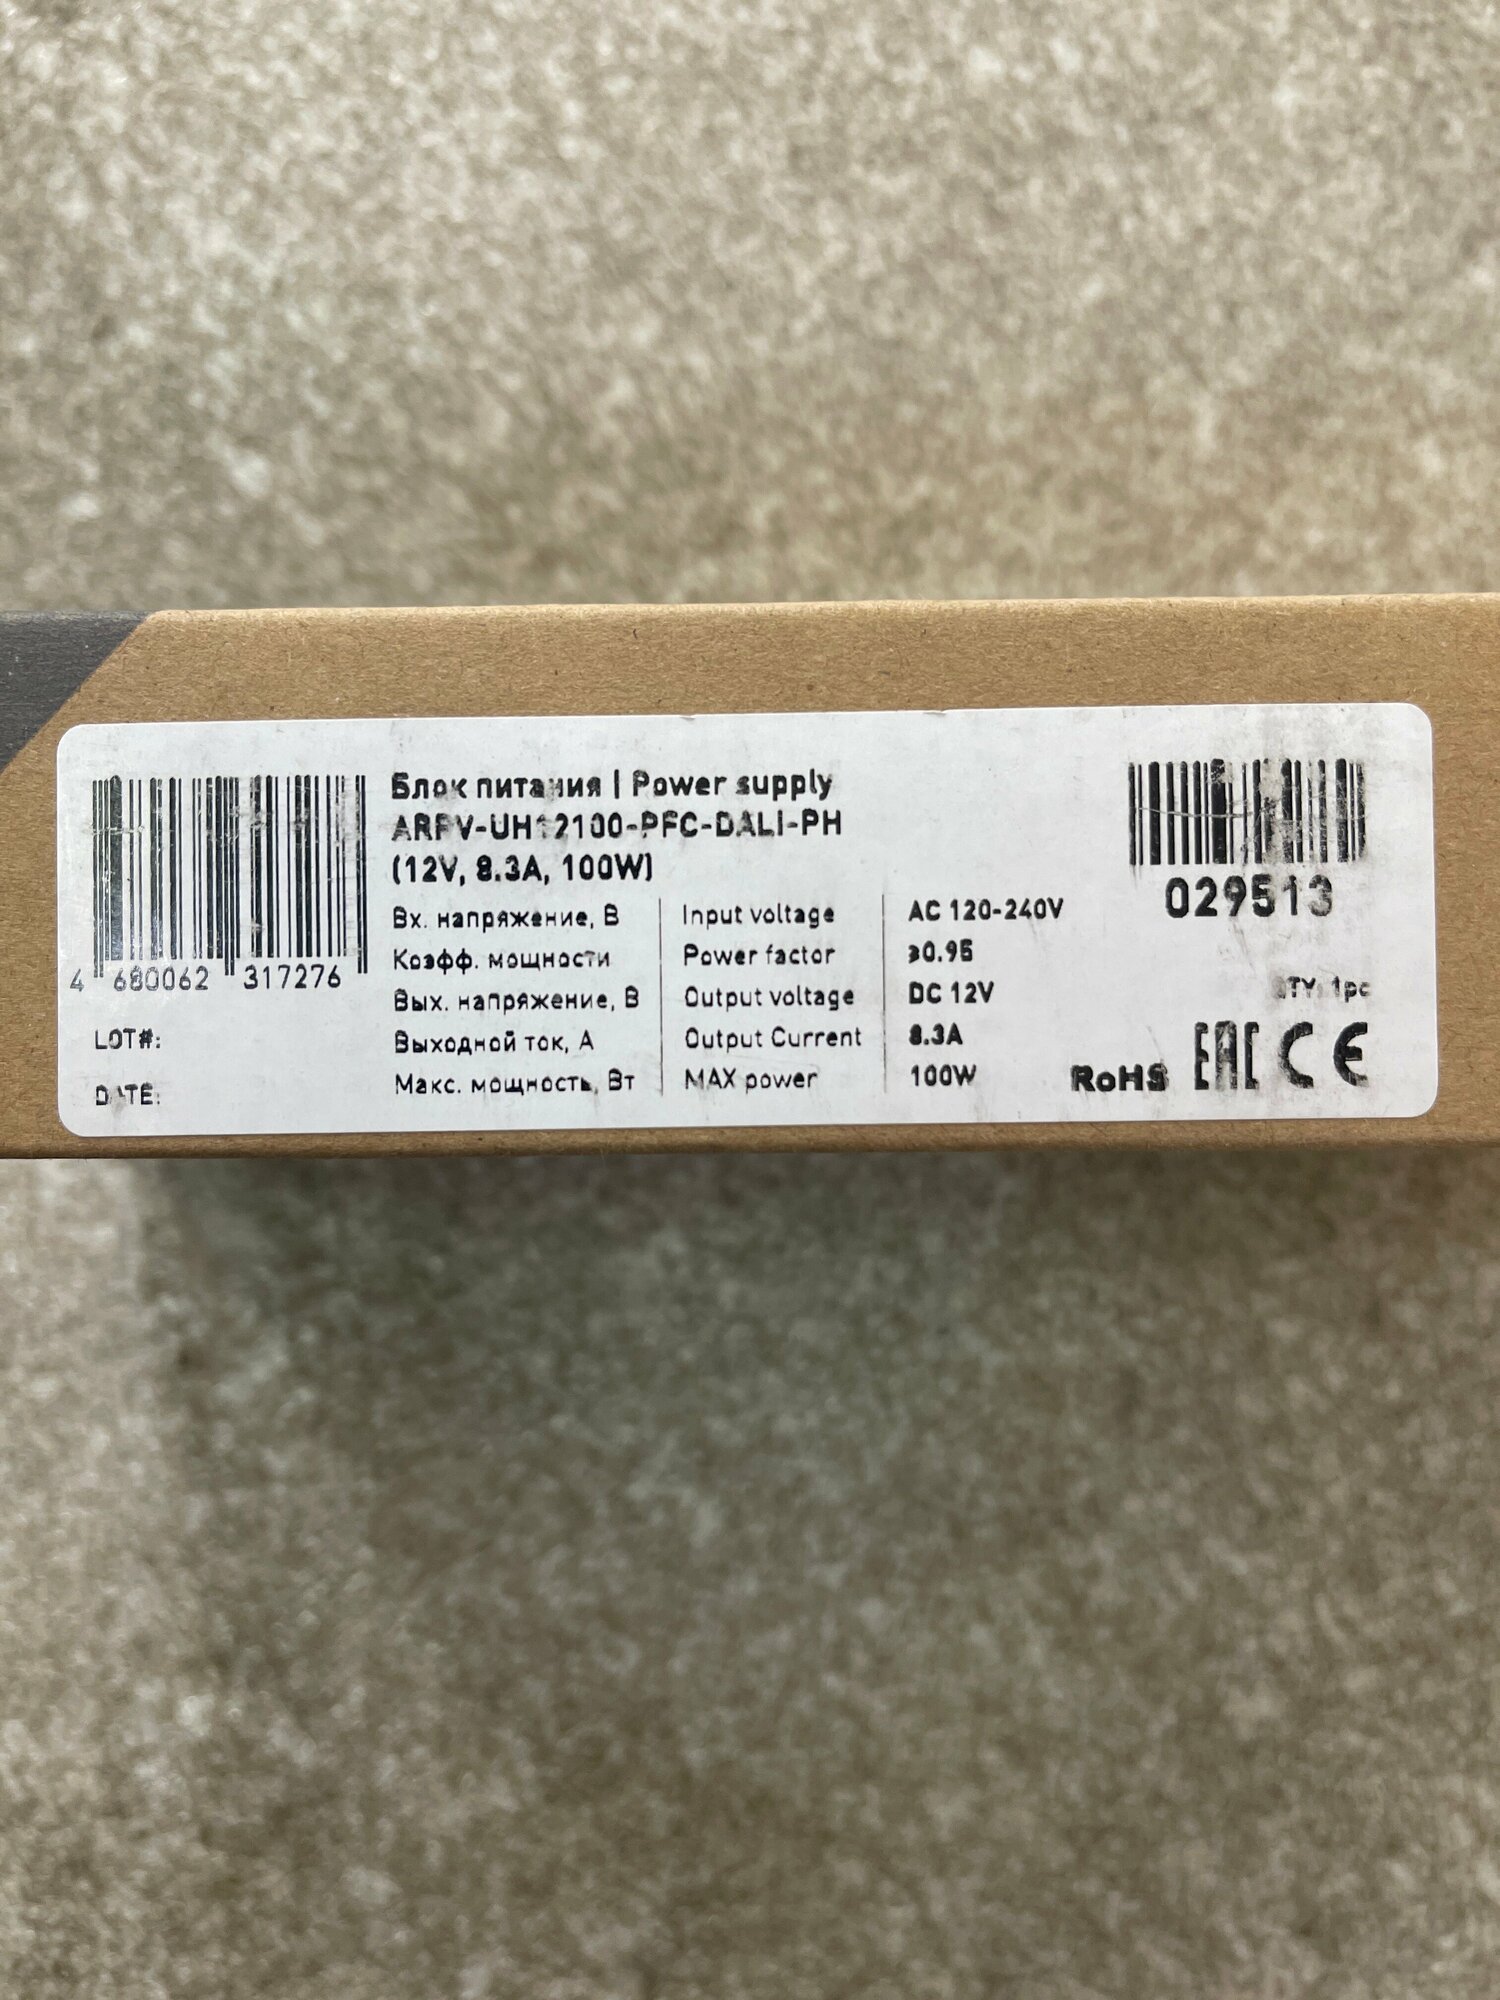 Блок питания | Power supply
ARPV-UH12100-PFC-DALI-PH
(12V, 8.3A, 100W)
Вх. напряжение, В | Input voltage | AC 120-240V
Коэфф. мощности | Power factor | ≥0.95
Вых. напряжение, В | Output voltage | DC 12V
Выходной ток, А | Output Current | 8.3A
Макс. мощность, Вт | MAX power | 100W
4 680062 317276
LOT#:
DATE:
029513
QTY: 1pc
RoHS EAC CE